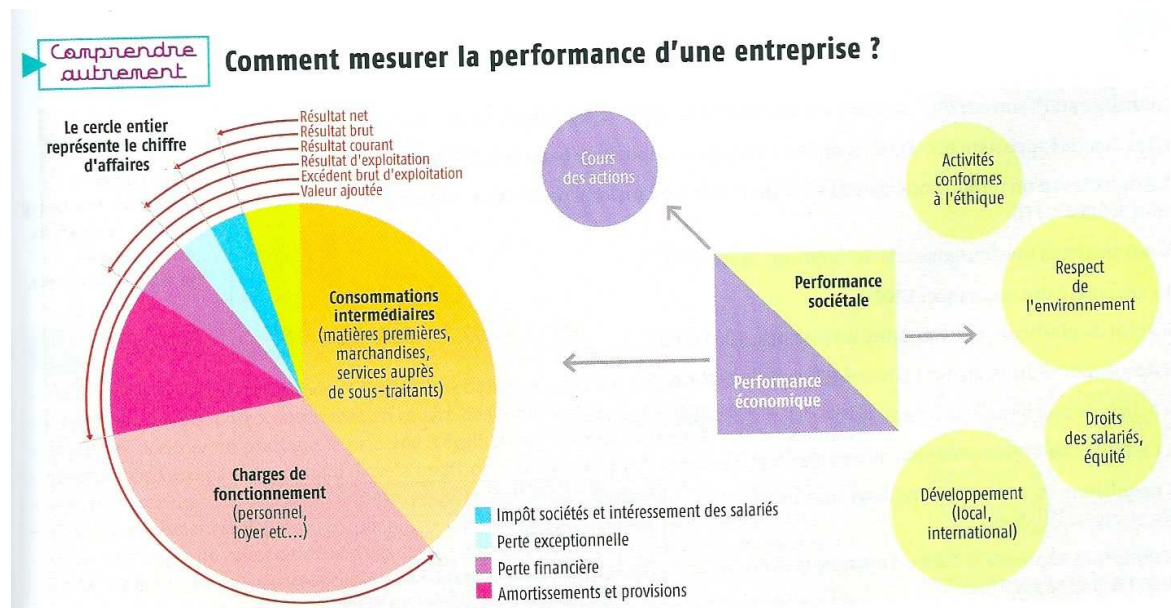 Comprendre
autrement
Comment mesurer la performance d'une entreprise ?
Le cercle entier
représente le chiffre
d'affaires
Résultat net
Résultat brut
Résultat courant
Résultat d'exploitation
Excédent brut d'exploitation
Valeur ajoutée
Consommations
intermédiaires
(matières premières,
marchandises,
services auprès
de sous-traitants)
Charges de
fonctionnement
(personnel,
loyer etc...)
Impôt sociétés et intéressement des salariés
Perte exceptionnelle
Perte financière
Amortissements et provisions
Cours
des actions
Performance
sociétale
Performance
économique
Activités
conformes
à l'éthique
Respect
de
l'environnement
Droits
des salariés,
équité
Développement
(local,
international)